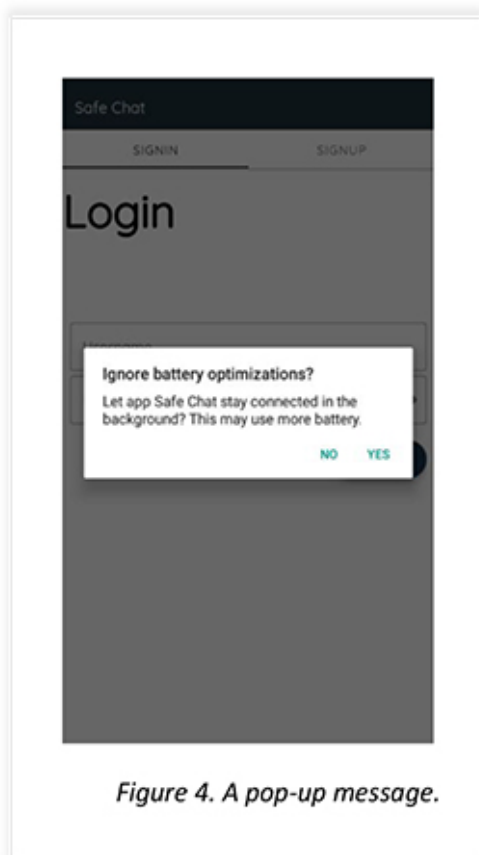 Safe Chat
SIGNIN SIGNUP
Login
Username
Ignore battery optimizations?
Let app Safe Chat stay connected in the
background? This may use more battery.
NO YES
Figure 4. A pop-up message.